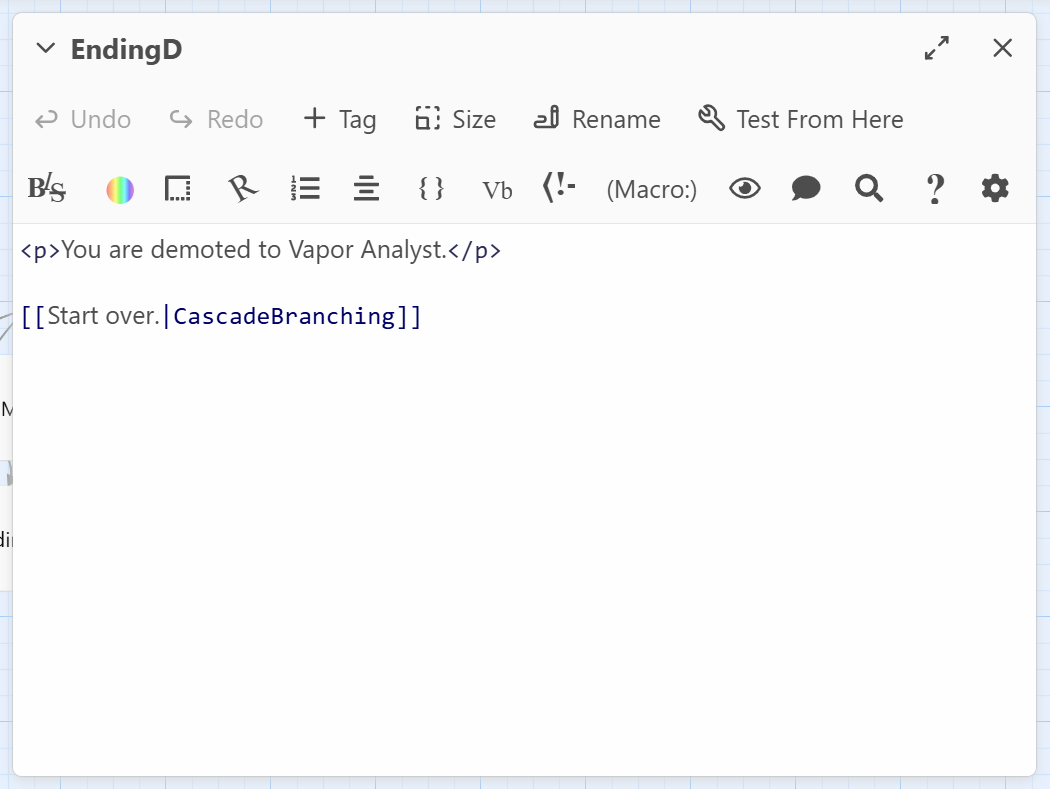 EndingD
Undo
Redo
+ Tag
Size
Rename
Test From Here
B/S
{ }
Vb
(!-
(Macro:)
?
<p>You are demoted to Vapor Analyst.</p>
[[Start over.|CascadeBranching]]
M